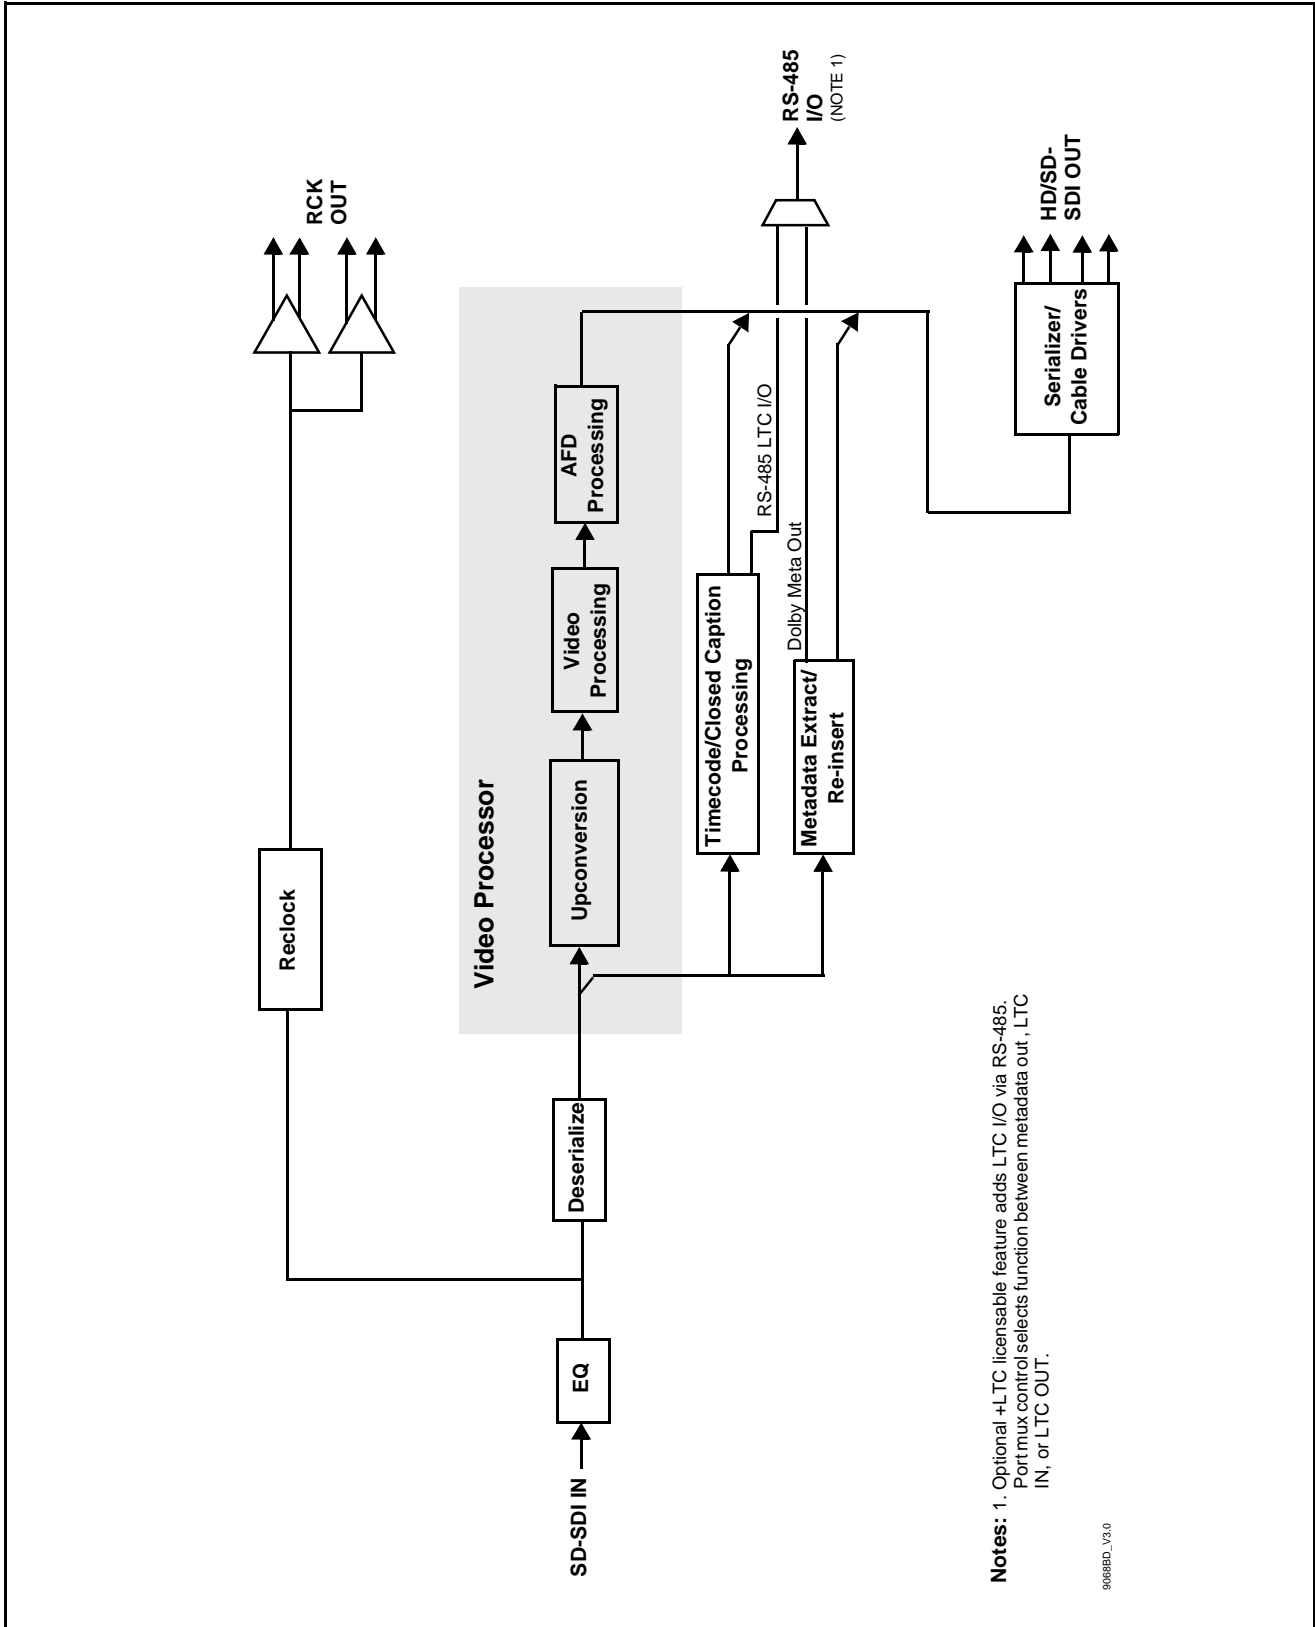 RCK
OUT
RS-485
I/O
(NOTE 1)
HD/SD-
SDI OUT
Reclock
Video Processor
SD-SDI IN
EQ
Deserialize
Upconversion
Video
Processing
AFD
Processing
Timecode/Closed Caption
Processing
RS-485 LTC I/O
Dolby Meta Out
Metadata Extract/
Re-insert
Serializer/
Cable Drivers
Notes: 1. Optional +LTC licensable feature adds LTC I/O via RS-485.
Port mux control selects function between metadata out , LTC
IN, or LTC OUT.
9068BD_V3.0